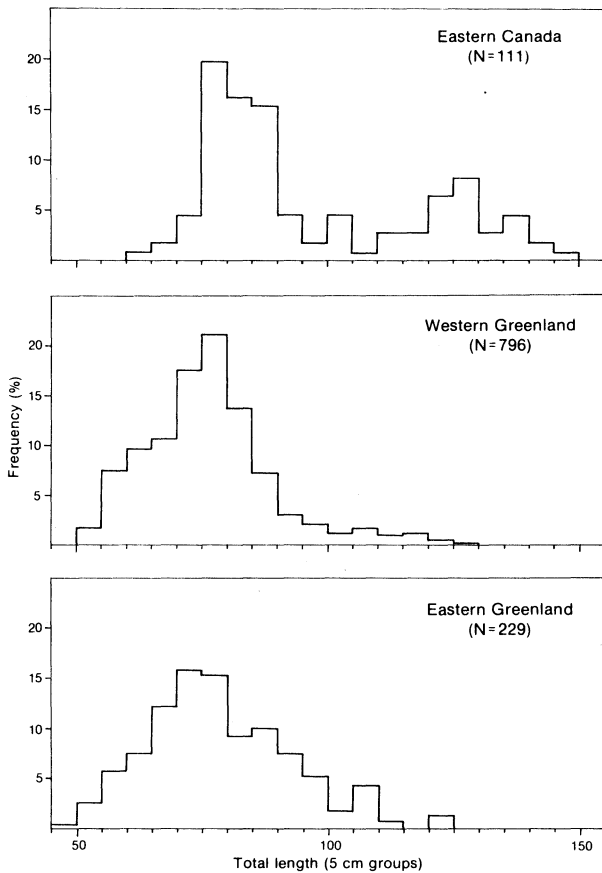 Eastern Canada
(N=111)
20
15
10
5
Western Greenland
(N=796)
20
15
10
5
Frequency (%)
Eastern Greenland
(N=229)
20
15
10
5
50 100 150
Total length (5 cm groups)